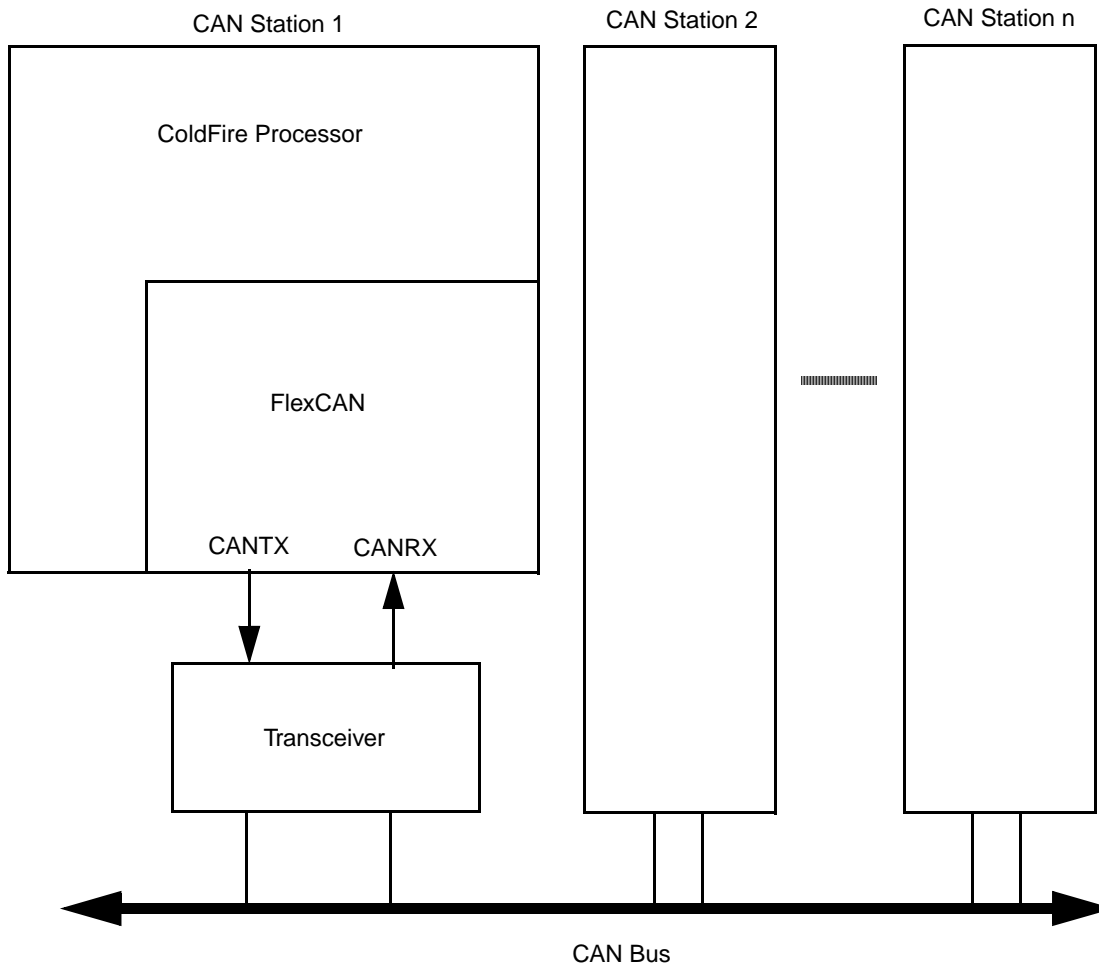 CAN Station 1
CAN Station 2
CAN Station n
ColdFire Processor
FlexCAN
CANTX
CANRX
Transceiver
CAN Bus